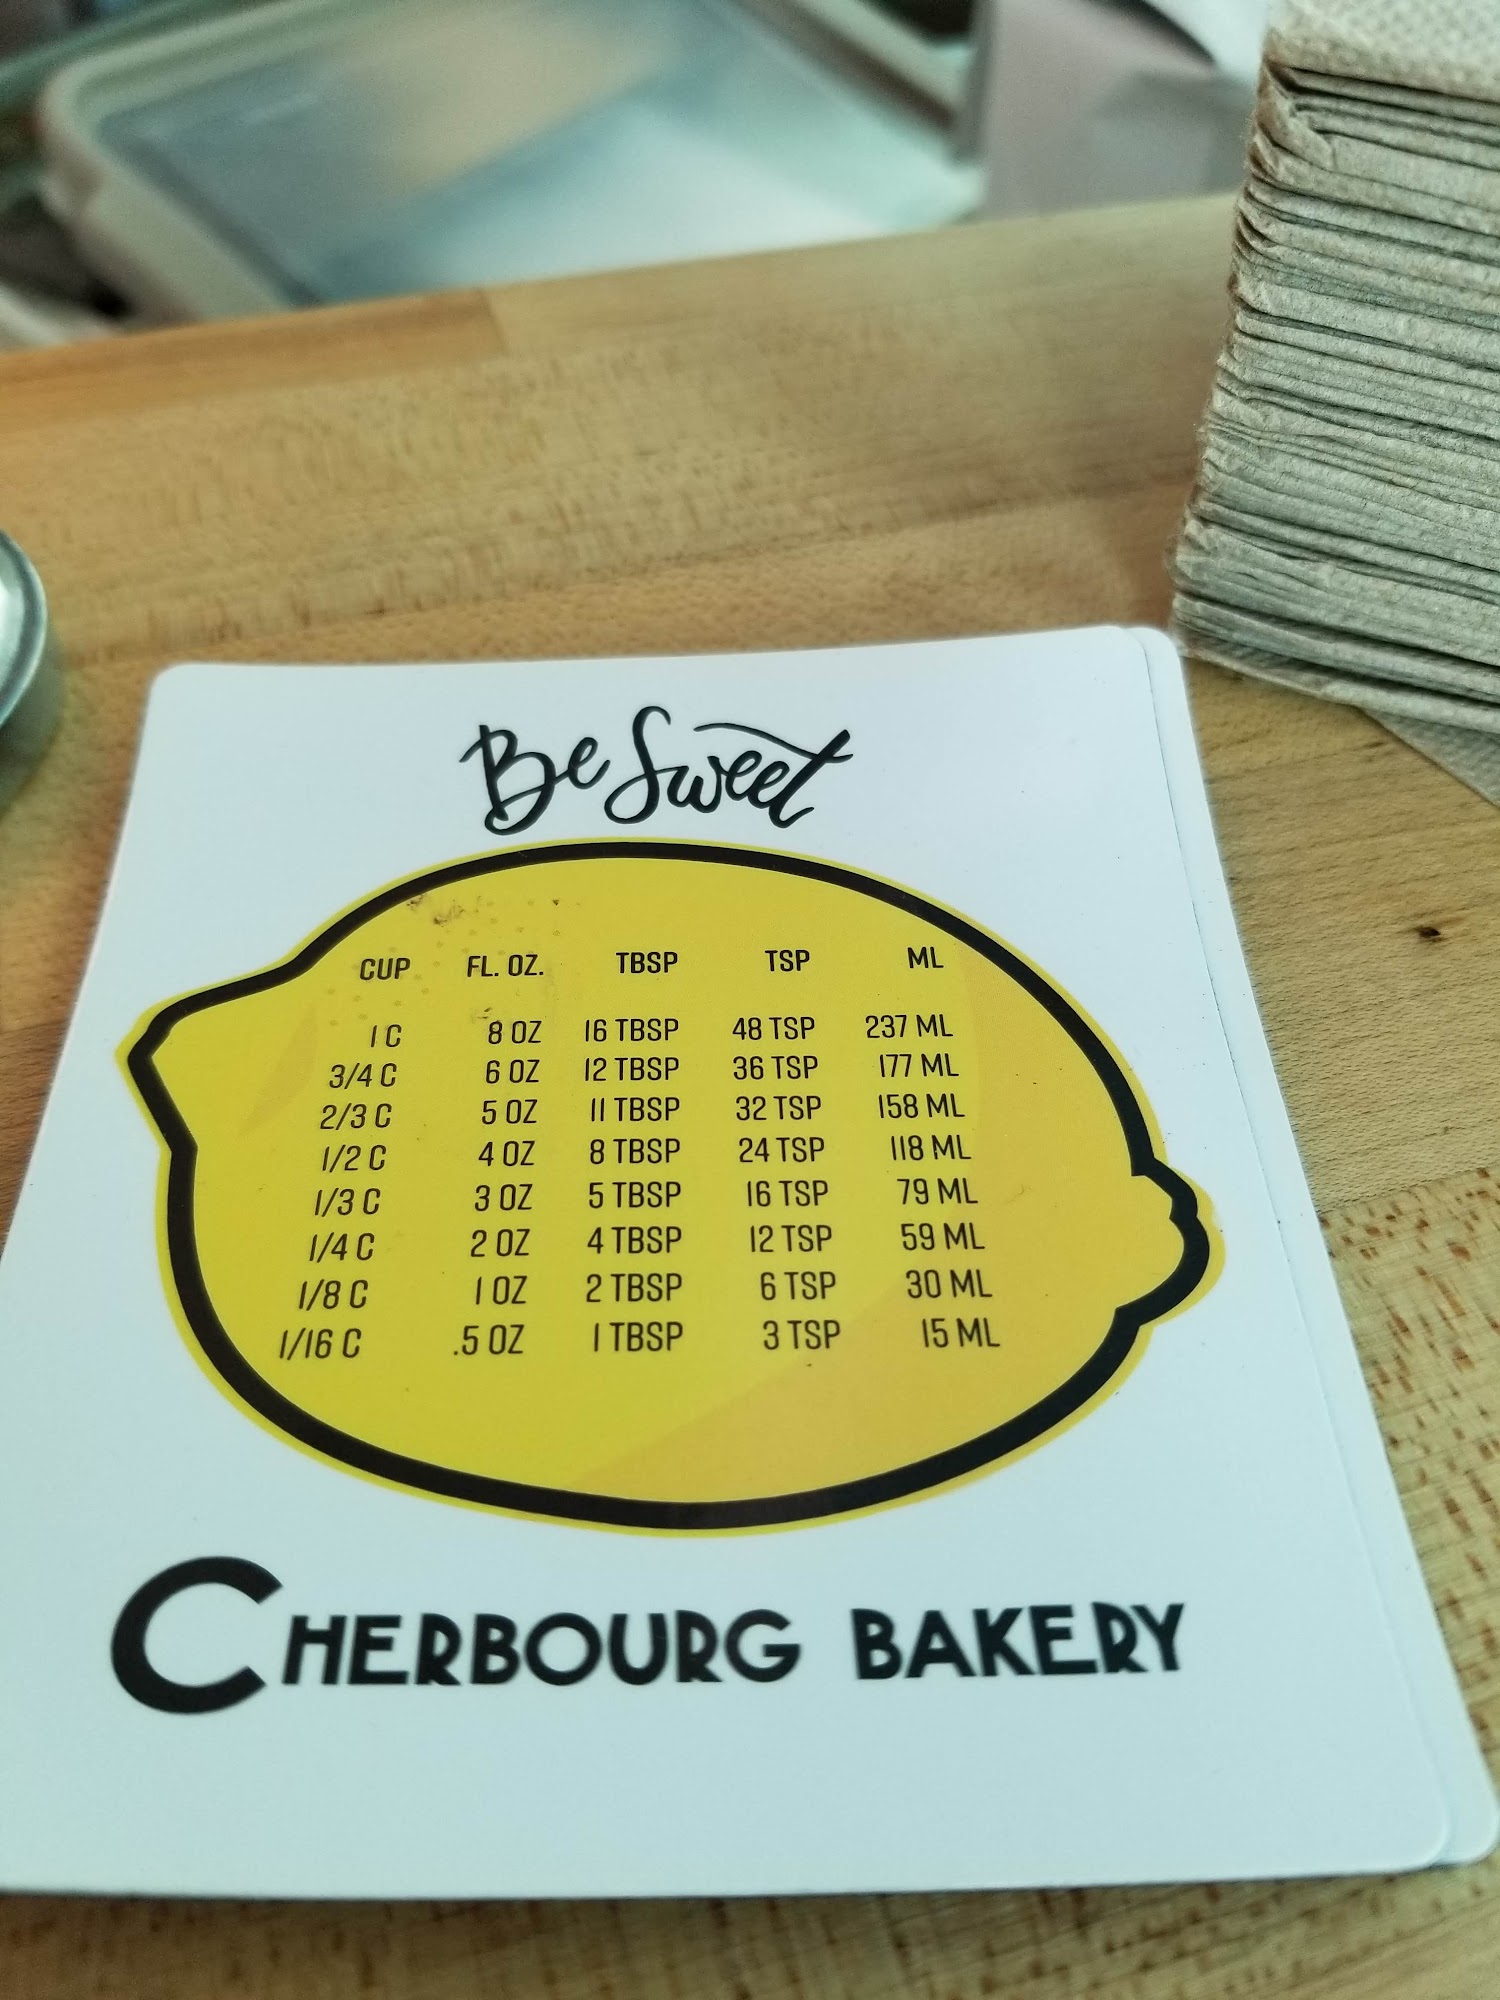 Be Sweet
CUP FL. OZ. TBSP TSP ML
1 C 8 OZ 16 TBSP 48 TSP 237 ML
3/4 C 6 OZ 12 TBSP 36 TSP 177 ML
2/3 C 5 OZ 11 TBSP 32 TSP 158 ML
1/2 C 4 OZ 8 TBSP 24 TSP 118 ML
1/3 C 3 OZ 5 TBSP 16 TSP 79 ML
1/4 C 2 OZ 4 TBSP 12 TSP 59 ML
1/8 C 1 OZ 2 TBSP 6 TSP 30 ML
1/16 C .5 OZ 1 TBSP 3 TSP 15 ML
CHERBOURG BAKERY